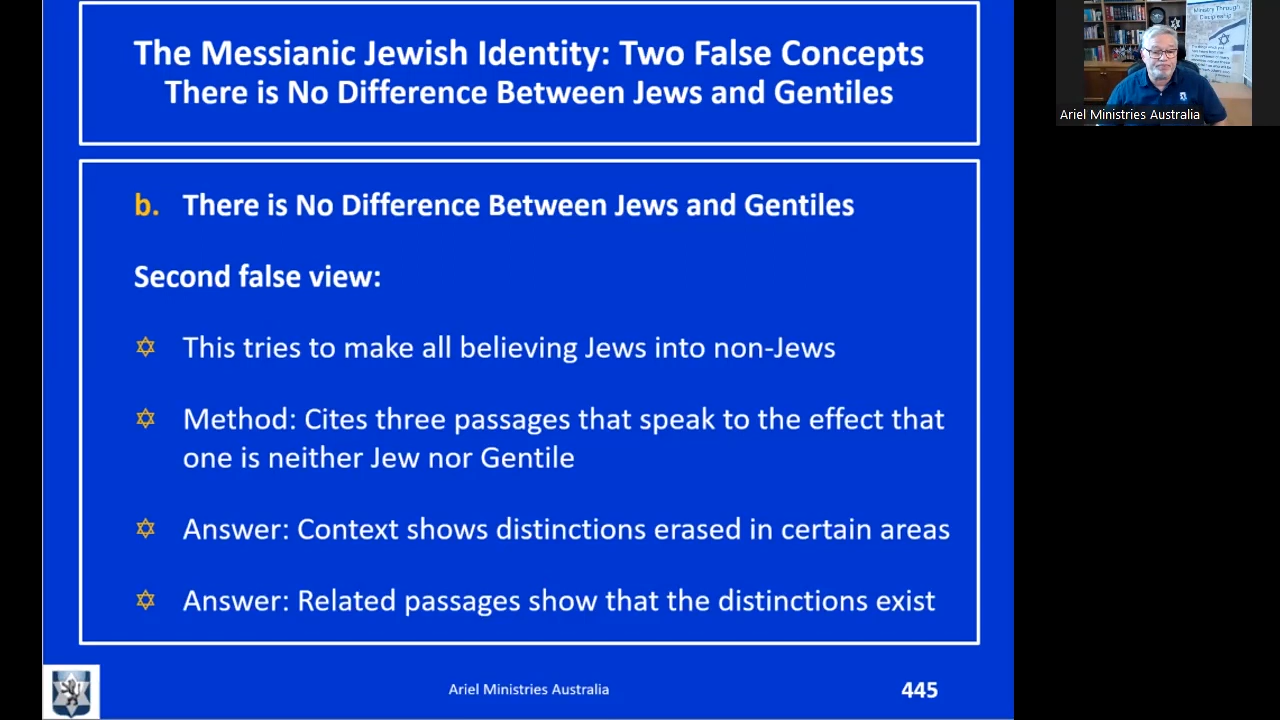 The Messianic Jewish Identity: Two False Concepts
There is No Difference Between Jews and Gentiles
b. There is No Difference Between Jews and Gentiles
Second false view:
This tries to make all believing Jews into non-Jews
Method: Cites three passages that speak to the effect that
one is neither Jew nor Gentile
Answer: Context shows distinctions erased in certain areas
Answer: Related passages show that the distinctions exist
Ariel Ministries Australia
445
Ministry Through
Discipleship
Ariel Ministries Australia